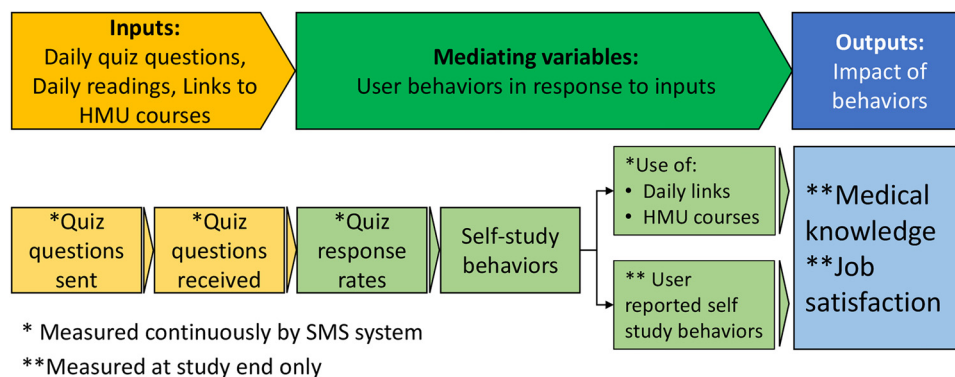 Inputs:
Daily quiz questions,
Daily readings, Links to
HMU courses
Mediating variables:
User behaviors in response to inputs
Outputs:
Impact of
behaviors
*Quiz
questions
sent
*Quiz
questions
received
*Quiz
response
rates
Self-study
behaviors
*Use of:
• Daily links
• HMU courses
** User
reported self
study behaviors
**Medical
knowledge
**Job
satisfaction
* Measured continuously by SMS system
**Measured at study end only